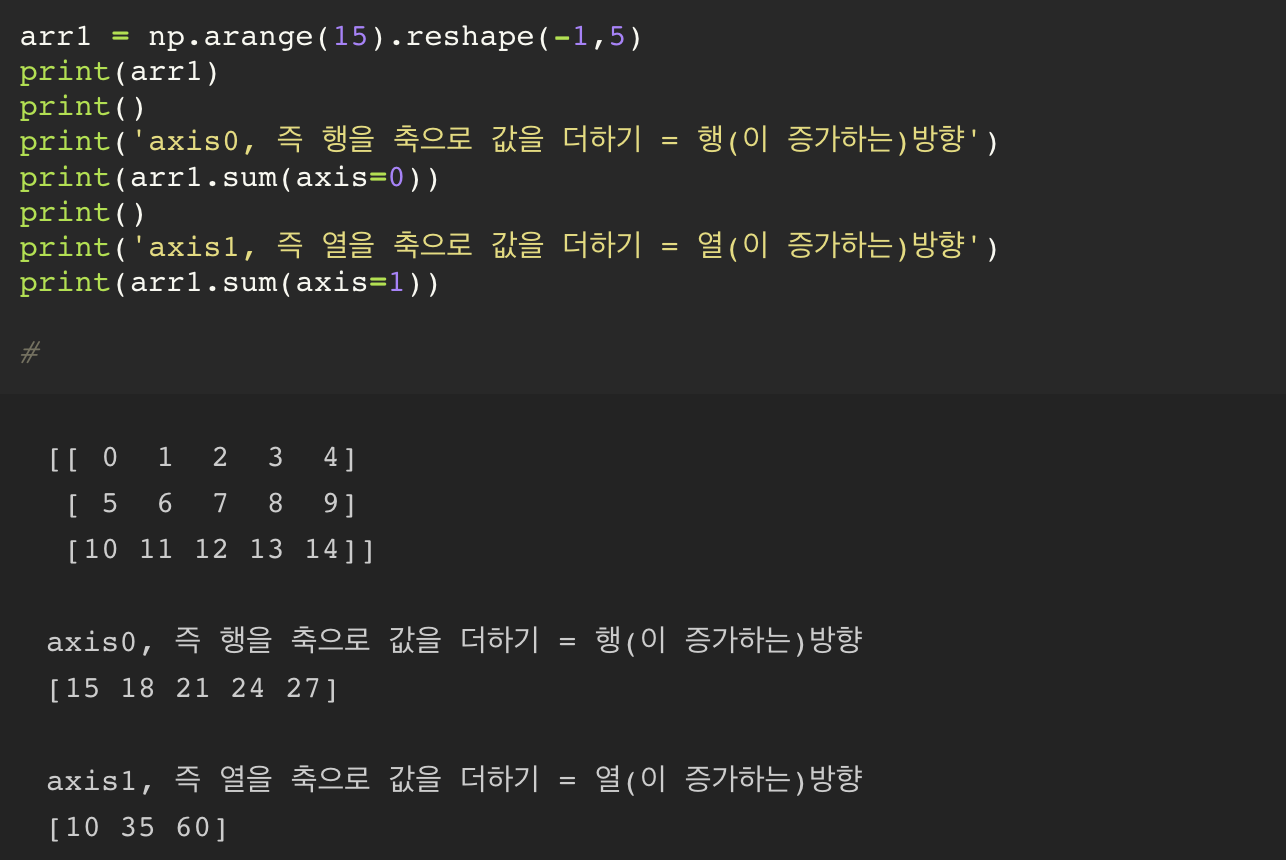 arr1 = np.arange(15).reshape(-1,5)
print(arr1)
print()
print('axis0, 즉 행을 축으로 값을 더하기 = 행(이 증가하는)방향')
print(arr1.sum(axis=0))
print()
print('axis1, 즉 열을 축으로 값을 더하기 = 열(이 증가하는)방향')
print(arr1.sum(axis=1))
#
[[ 0  1  2  3  4]
 [ 5  6  7  8  9]
 [10 11 12 13 14]]
axis0, 즉 행을 축으로 값을 더하기 = 행(이 증가하는)방향
[15 18 21 24 27]
axis1, 즉 열을 축으로 값을 더하기 = 열(이 증가하는)방향
[10 35 60]